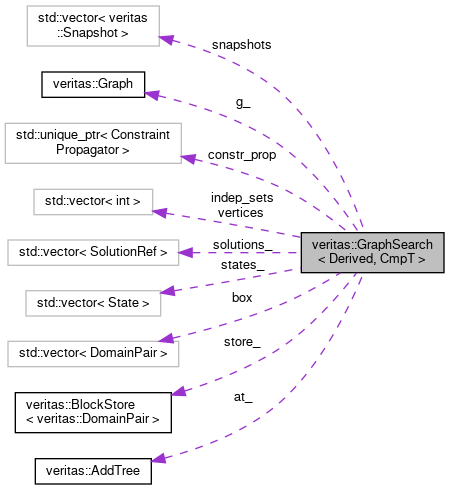 std::vector< veritas
::Snapshot >
snapshots
veritas::Graph
g_
std::unique_ptr< Constraint
Propagator >
constr_prop
std::vector< int >
indep_sets
vertices
veritas::GraphSearch
< Derived, CmpT >
std::vector< SolutionRef >
solutions_
states_
std::vector< State >
box
std::vector< DomainPair >
store_
veritas::BlockStore
< veritas::DomainPair >
at_
veritas::AddTree